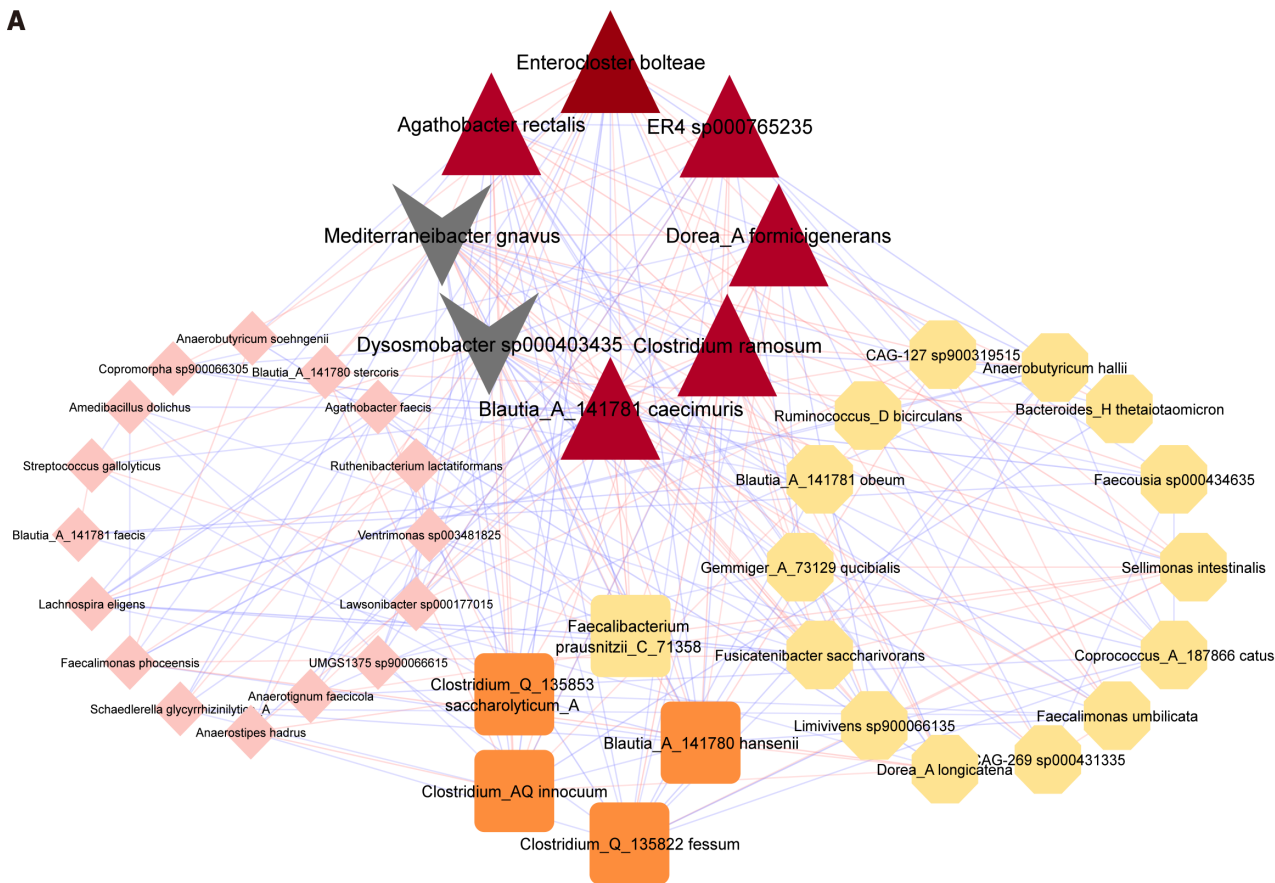 A
Enterocloster bolteae
Agathobacter rectalis
ER4 sp000765235
Mediterraneibacter gnavus
Dorea_A formicigenerans
Dysosmobacter sp000403435
Clostridium ramosum
Blautia_A_141781 caecimuris
Anaerobutyricum soehngenii
Copromorpha sp900066305
Blautia_A_141780 stercoris
Amedibacillus dolichus
Agathobacter faecis
Streptococcus gallolyticus
Ruthenibacterium lactatiformans
Blautia_A_141781 faecis
Ventrimonas sp003481825
Lachnospira eligens
Lawsonibacter sp000177015
Faecalimonas phoceensis
UMGS1375 sp900066615
Anaerotignum faecicola
Schaedlerella glycyrrhizinilytic A
Anaerostipes hadrus
CAG-127 sp900319515
Anaerobutyricum hallii
Ruminococcus_D bicirculans
Bacteroides_H thetaiotaomicron
Blautia_A_141781 obeum
Faecousia sp000434635
Gemmiger_A_73129 qucibialis
Sellimonas intestinalis
Fusicatenibacter saccharivorans
Coprococcus_A_187866 catus
Limivivens sp900066135
Faecalimonas umbilicata
Dorea_A longicatena
CAG-269 sp000431335
Faecalibacterium
prausnitzii_C_71358
Clostridium_Q_135853
saccharolyticum_A
Blautia_A_141780 hansenii
Clostridium_AQ innocuum
Clostridium_Q_135822 fessum